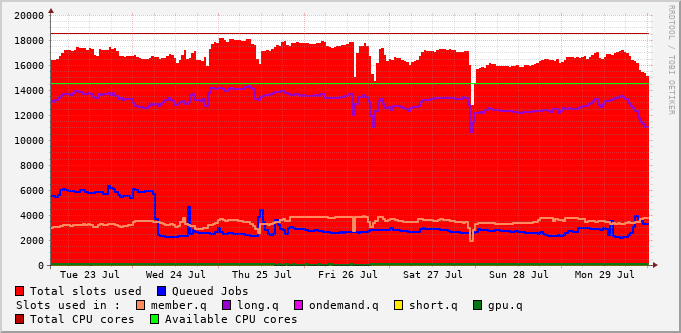 20000
18000
16000
14000
12000
10000
8000
6000
4000
2000
0
Tue 23 Jul Wed 24 Jul Thu 25 Jul Fri 26 Jul Sat 27 Jul Sun 28 Jul Mon 29 Jul
Total slots used Queued Jobs
Slots used in : member.q long.q ondemand.q short.q gpu.q
Total CPU cores Available CPU cores
RRDTOOL / TOBI OETIKER